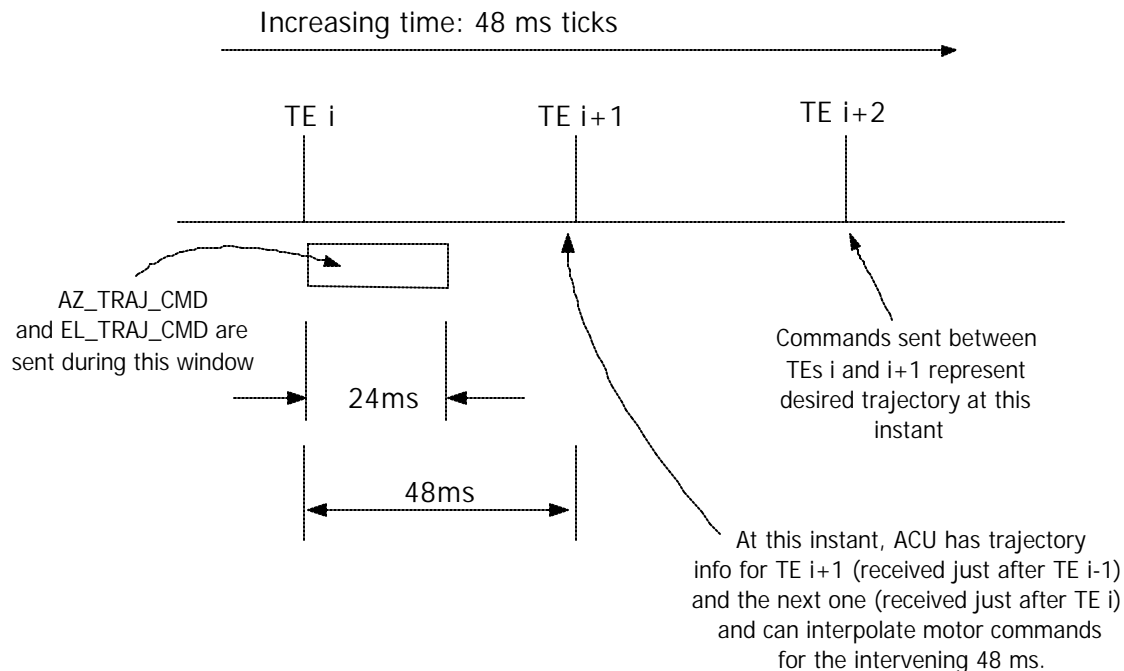 Increasing time: 48 ms ticks
TE i
TE i+1
TE i+2
AZ_TRAJ_CMD
and EL_TRAJ_CMD are
sent during this window
Commands sent between
TEs i and i+1 represent
desired trajectory at this
instant
24ms
48ms
At this instant, ACU has trajectory
info for TE i+1 (received just after TE i-1)
and the next one (received just after TE i)
and can interpolate motor commands
for the intervening 48 ms.